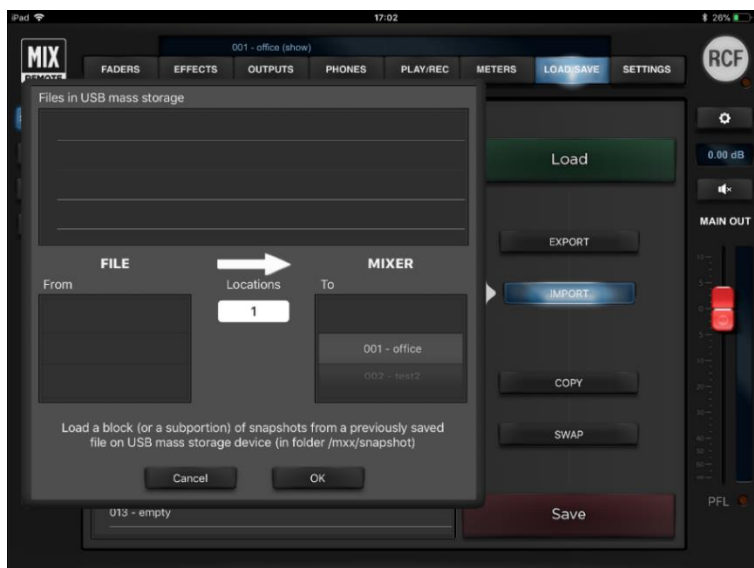 iPad 17:02 26%
001 - office (show)
MIX
REMOTE
FADERS EFFECTS OUTPUTS PHONES PLAY/REC METERS LOAD/SAVE SETTINGS
RCF
Files in USB mass storage
Load
0.00 dB
MAIN OUT
EXPORT
FILE MIXER
From Locations To
1
IMPORT
001 - office
002 - test2
COPY
Load a block (or a subportion) of snapshots from a previously saved
file on USB mass storage device (in folder /mxx/snapshot)
SWAP
Cancel OK
013 - empty
Save
PFL